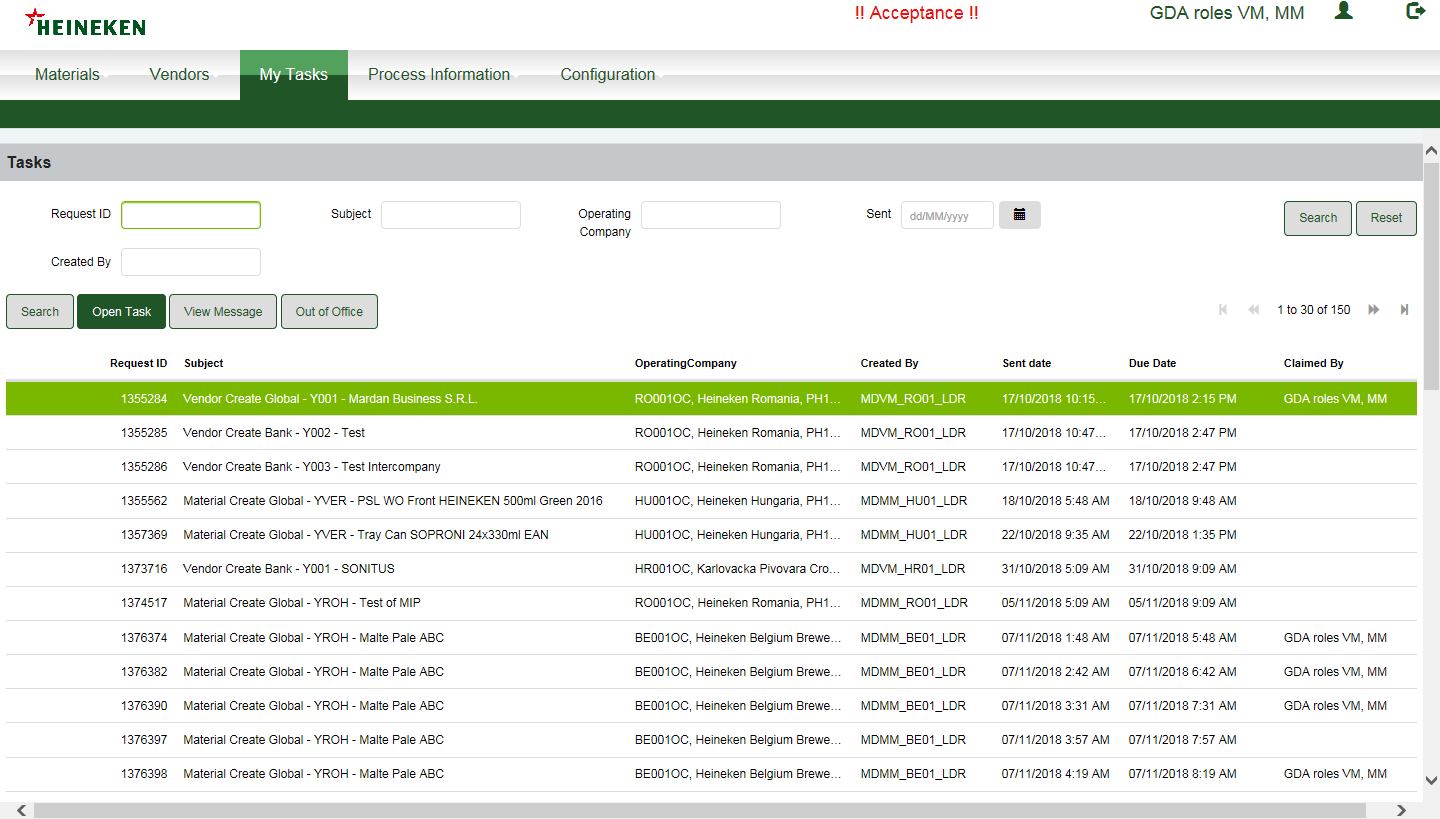 HEINEKEN
!! Acceptance !!
GDA roles VM, MM
Materials Vendors My Tasks Process Information Configuration
Tasks
Request ID Subject Operating Company Sent dd/MM/yyyy Search Reset
Created By
Search Open Task View Message Out of Office 1 to 30 of 150
Request ID Subject OperatingCompany Created By Sent date Due Date Claimed By
1355284 Vendor Create Global - Y001 - Mardan Business S.R.L. RO001OC, Heineken Romania, PH1... MDVM_RO01_LDR 17/10/2018 10:15... 17/10/2018 2:15 PM GDA roles VM, MM
1355285 Vendor Create Bank - Y002 - Test RO001OC, Heineken Romania, PH1... MDVM_RO01_LDR 17/10/2018 10:47... 17/10/2018 2:47 PM
1355286 Vendor Create Bank - Y003 - Test Intercompany RO001OC, Heineken Romania, PH1... MDVM_RO01_LDR 17/10/2018 10:47... 17/10/2018 2:47 PM
1355562 Material Create Global - YVER - PSL WO Front HEINEKEN 500ml Green 2016 HU001OC, Heineken Hungaria, PH1... MDMM_HU01_LDR 18/10/2018 5:48 AM 18/10/2018 9:48 AM
1357369 Material Create Global - YVER - Tray Can SOPRONI 24x330ml EAN HU001OC, Heineken Hungaria, PH1... MDMM_HU01_LDR 22/10/2018 9:35 AM 22/10/2018 1:35 PM
1373716 Vendor Create Bank - Y001 - SONITUS HR001OC, Karlovacka Pivovara Cro... MDVM_HR01_LDR 31/10/2018 5:09 AM 31/10/2018 9:09 AM
1374517 Material Create Global - YROH - Test of MIP RO001OC, Heineken Romania, PH1... MDMM_RO01_LDR 05/11/2018 5:09 AM 05/11/2018 9:09 AM
1376374 Material Create Global - YROH - Malte Pale ABC BE001OC, Heineken Belgium Brewe... MDMM_BE01_LDR 07/11/2018 1:48 AM 07/11/2018 5:48 AM GDA roles VM, MM
1376382 Material Create Global - YROH - Malte Pale ABC BE001OC, Heineken Belgium Brewe... MDMM_BE01_LDR 07/11/2018 2:42 AM 07/11/2018 6:42 AM GDA roles VM, MM
1376390 Material Create Global - YROH - Malte Pale ABC BE001OC, Heineken Belgium Brewe... MDMM_BE01_LDR 07/11/2018 3:31 AM 07/11/2018 7:31 AM GDA roles VM, MM
1376397 Material Create Global - YROH - Malte Pale ABC BE001OC, Heineken Belgium Brewe... MDMM_BE01_LDR 07/11/2018 3:57 AM 07/11/2018 7:57 AM
1376398 Material Create Global - YROH - Malte Pale ABC BE001OC, Heineken Belgium Brewe... MDMM_BE01_LDR 07/11/2018 4:19 AM 07/11/2018 8:19 AM GDA roles VM, MM